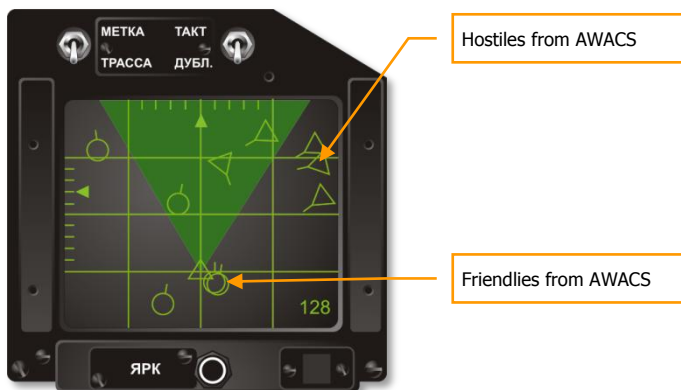 МЕТКА ТАКТ
ТРАССА ДУБЛ.
Hostiles from AWACS
Friendlies from AWACS
128
ЯРК